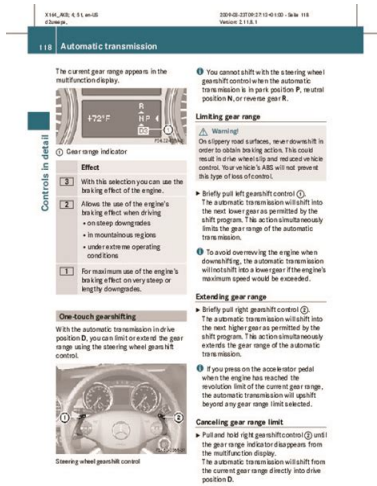 X164_AKB; 4; 51, en-US
2009-03-23T09:27:13+01:00 - Seite 118
Version: 2.11.8.1
118 Automatic transmission
Controls in detail
The current gear range appears in the
multifunction display.
+72°F
① Gear range indicator
Effect
3 With this selection you can use the
braking effect of the engine.
2 Allows the use of the engine's
braking effect when driving
• on steep downgrades
• in mountainous regions
• under extreme operating
conditions
1 For maximum use of the engine's
braking effect on very steep or
lengthy downgrades.
One-touch gearshifting
With the automatic transmission in drive
position D, you can limit or extend the gear
range using the steering wheel gearshift
control.
① ②
Steering wheel gearshift control
You cannot shift with the steering wheel
gearshift control when the automatic
transmission is in park position P, neutral
position N, or reverse gear R.
Limiting gear range
Warning!
On slippery road surfaces, never downshift in
order to obtain braking action. This could
result in drive wheel slip and reduced vehicle
control. Your vehicle's ABS will not prevent
this type of loss of control.
► Briefly pull left gearshift control ①.
The automatic transmission will shift into
the next lower gear as permitted by the
shift program. This action simultaneously
limits the gear range of the automatic
transmission.
To avoid overrevving the engine when
downshifting, the automatic transmission
will not shift into a lower gear if the engine's
maximum speed would be exceeded.
Extending gear range
► Briefly pull right gearshift control ②.
The automatic transmission will shift into
the next higher gear as permitted by the
shift program. This action simultaneously
extends the gear range of the automatic
transmission.
If you press on the accelerator pedal
when the engine has reached the
revolution limit of the current gear range,
the automatic transmission will upshift
beyond any gear range limit selected.
Canceling gear range limit
► Pull and hold right gearshift control ② until
the gear range indicator disappears from
the multifunction display.
The automatic transmission will shift from
the current gear range directly into drive
position D.